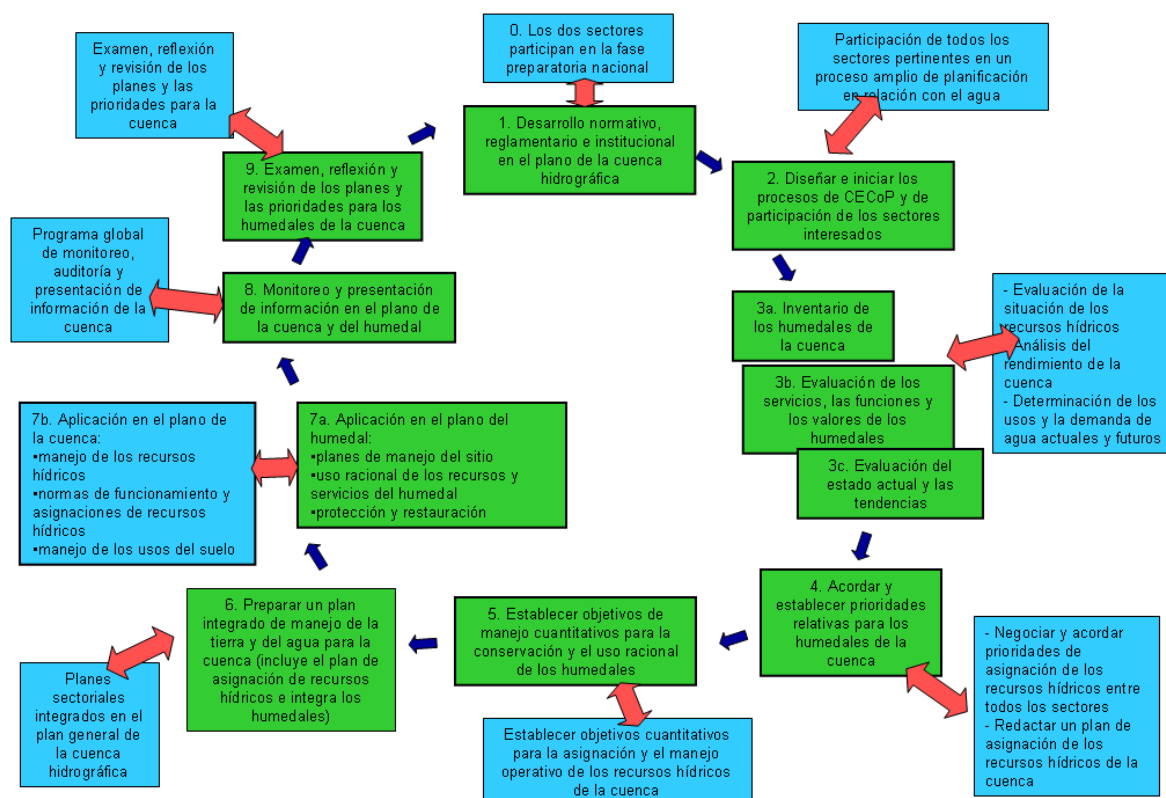 0. Los dos sectores
participan en la fase
preparatoria nacional
1. Desarrollo normativo,
reglamentario e institucional
en el plano de la cuenca
hidrográfica
Participación de todos los
sectores pertinentes en un
proceso amplio de planificación
en relación con el agua
2. Diseñar e iniciar los
procesos de CECoP y de
participación de los sectores
interesados
3a. Inventario de
los humedales de
la cuenca
3b. Evaluación de los
servicios, las funciones y
los valores de los
humedales
3c. Evaluación del
estado actual y las
tendencias
- Evaluación de la
situación de los
recursos hídricos
- Análisis del
rendimiento de la
cuenca
- Determinación de los
usos y la demanda de
agua actuales y futuros
4. Acordar y
establecer prioridades
relativas para los
humedales de la
cuenca
- Negociar y acordar
prioridades de
asignación de los
recursos hídricos entre
todos los sectores
- Redactar un plan de
asignación de los
recursos hídricos de la
cuenca
5. Establecer objetivos de
manejo cuantitativos para la
conservación y el uso racional
de los humedales
Establecer objetivos cuantitativos
para la asignación y el manejo
operativo de los recursos hídricos
de la cuenca
6. Preparar un plan
integrado de manejo de la
tierra y del agua para la
cuenca (incluye el plan de
asignación de recursos
hídricos e integra los
humedales)
Planes
sectoriales
integrados en el
plan general de
la cuenca
hidrográfica
7a. Aplicación en el plano del
humedal:
▪planes de manejo del sitio
▪uso racional de los recursos y
servicios del humedal
▪protección y restauración
7b. Aplicación en el plano de
la cuenca:
▪manejo de los recursos
hídricos
▪normas de funcionamiento y
asignaciones de recursos
hídricos
▪manejo de los usos del suelo
8. Monitoreo y presentación
de información en el plano de
la cuenca y del humedal
Programa global
de monitoreo,
auditoría y
presentación de
información de la
cuenca
9. Examen, reflexión y
revisión de los planes y
las prioridades para los
humedales de la cuenca
Examen, reflexión
y revisión de los
planes y las
prioridades para la
cuenca